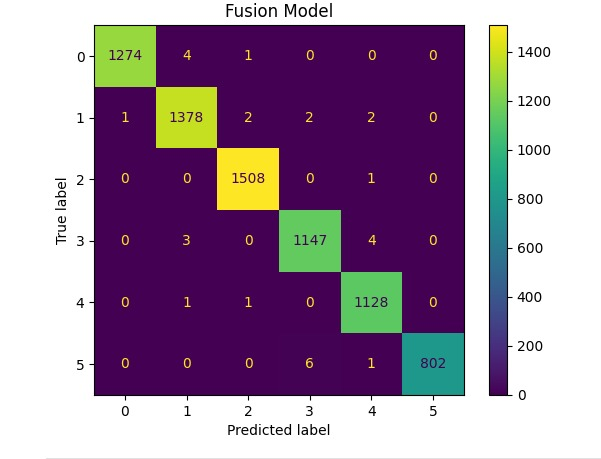 Fusion Model
0 1274 4 1 0 0 0
1 1 1378 2 2 2 0
2 0 0 1508 0 1 0
3 0 3 0 1147 4 0
4 0 1 1 0 1128 0
5 0 0 0 6 1 802
0 1 2 3 4 5
True label
Predicted label
1400
1200
1000
800
600
400
200
0